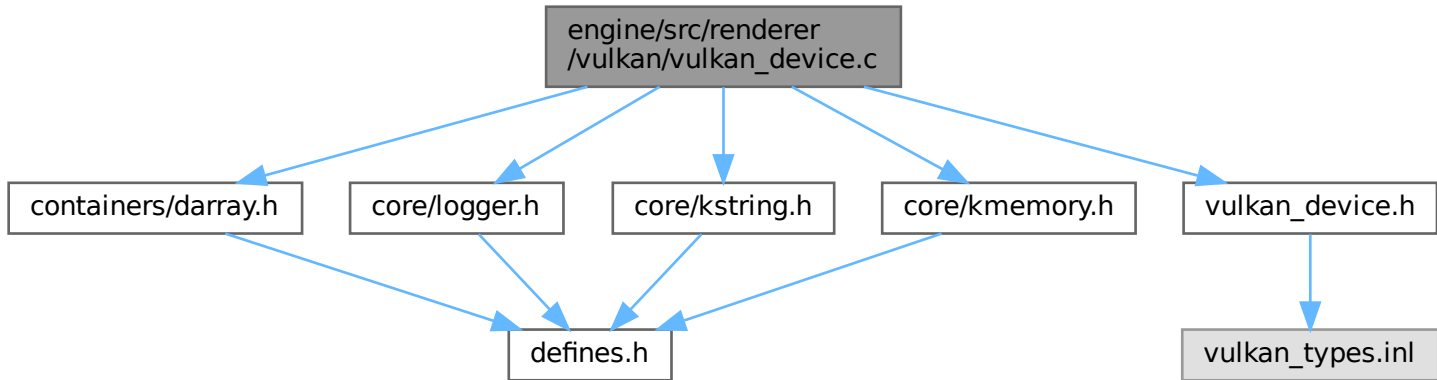 engine/src/renderer
/vulkan/vulkan_device.c
containers/darray.h
core/logger.h
core/kstring.h
core/kmemory.h
vulkan_device.h
defines.h
vulkan_types.inl